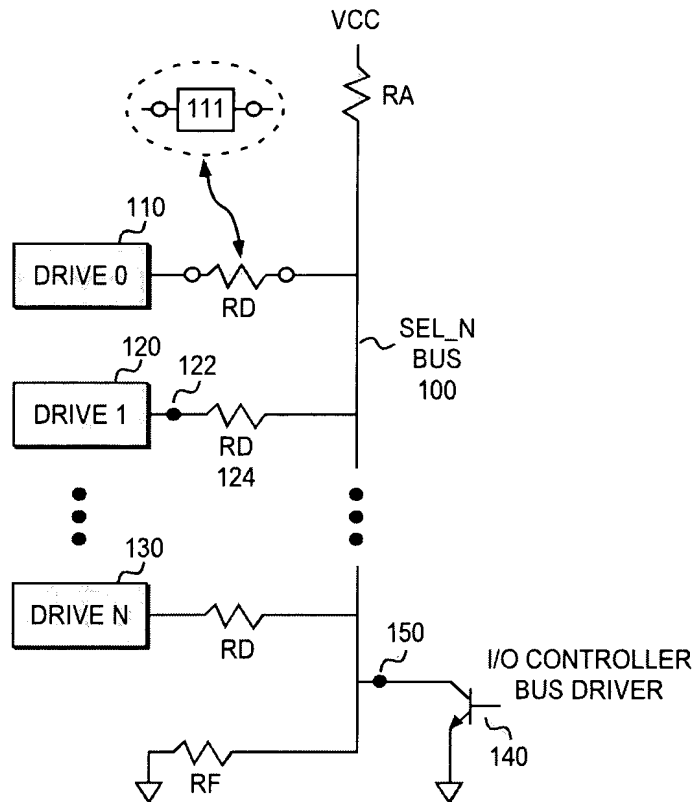 VCC
RA
111
110
DRIVE 0
RD
SEL_N
BUS
100
120
122
DRIVE 1
RD
124
130
DRIVE N
RD
150
I/O CONTROLLER
BUS DRIVER
140
RF